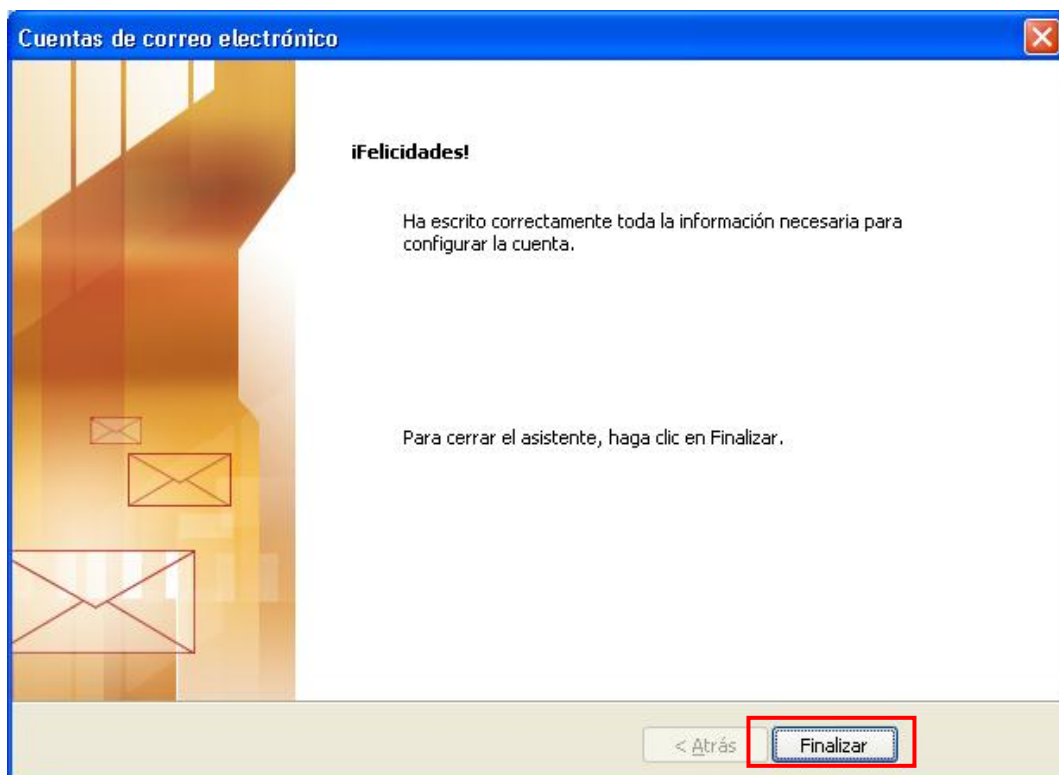 Cuentas de correo electrónico
¡Felicidades!
Ha escrito correctamente toda la información necesaria para
configurar la cuenta.
Para cerrar el asistente, haga clic en Finalizar.
< Atrás
Finalizar